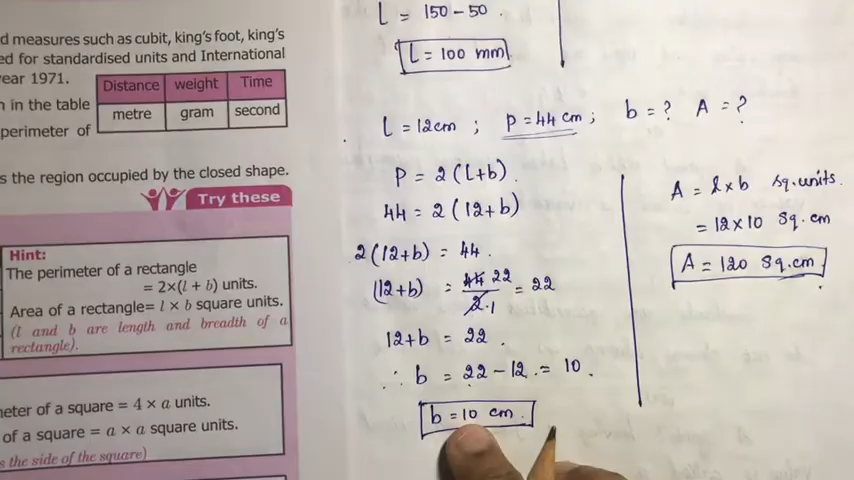 d measures such as cubit, king's foot, king's
ed for standardised units and International
year 1971.
n in the table
perimeter of
Distance weight Time
metre gram second
s the region occupied by the closed shape.
Try these
Hint:
The perimeter of a rectangle
= 2×(l + b) units.
Area of a rectangle= l × b square units.
(l and b are length and breadth of a
rectangle).
meter of a square = 4 × a units.
of a square = a × a square units.
s the side of the square)
L = 150 - 50
L = 100 mm
L = 12cm ; P = 44 cm ; b = ? A = ?
P = 2 (L+b).
44 = 2 (12+b)
2 (12+b) = 44.
(12+b) = 44 22 / 2.1 = 22
12+b = 22 .
∴ b = 22 - 12 . = 10 .
b = 10 cm .
A = l × b Sq.units.
= 12×10 Sq.cm
A = 120 Sq.cm.